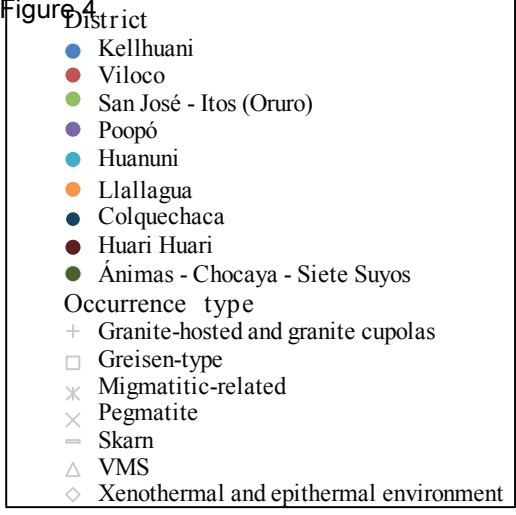 Figure 4
District
Kellhuani
Viloco
San José - Itos (Oruro)
Poopó
Huanuni
Llallagua
Colquechaca
Huari Huari
Ánimas - Chocaya - Siete Suyos
Occurrence type
Granite-hosted and granite cupolas
Greisen-type
Migmatitic-related
Pegmatite
Skarn
VMS
Xenothermal and epithermal environment